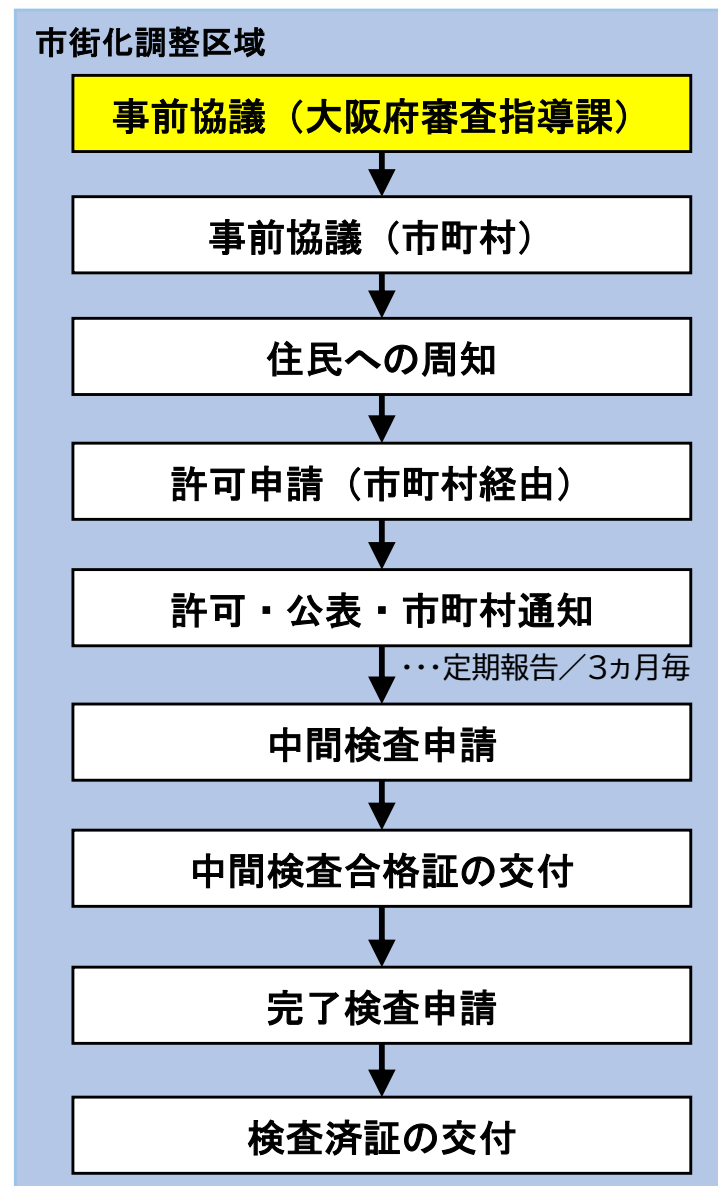 市街化調整区域
事前協議（大阪府審査指導課）
事前協議（市町村）
住民への周知
許可申請（市町村経由）
許可・公表・市町村通知
･･･定期報告／３ヵ月毎
中間検査申請
中間検査合格証の交付
完了検査申請
検査済証の交付